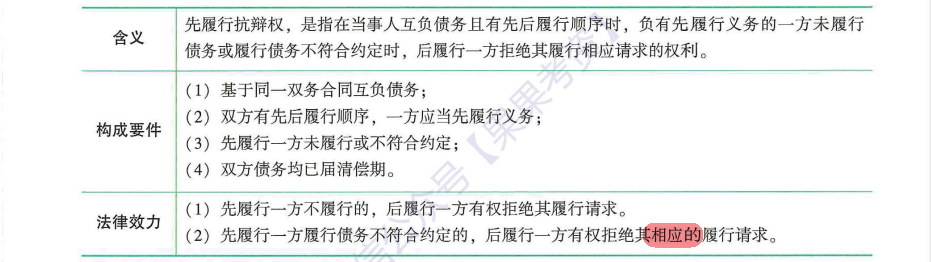 含义
先履行抗辩权，是指在当事人互负债务且有先后履行顺序时，负有先履行义务的一方未履行
债务或履行债务不符合约定时，后履行一方拒绝其履行相应请求的权利。
构成要件
（1）基于同一双务合同互负债务；
（2）双方有先后履行顺序，一方应当先履行义务；
（3）先履行一方未履行或不符合约定；
（4）双方债务均已届清偿期。
法律效力
（1）先履行一方不履行的，后履行一方有权拒绝其履行请求。
（2）先履行一方履行债务不符合约定的，后履行一方有权拒绝其相应的履行请求。
信公众号【果果考资】